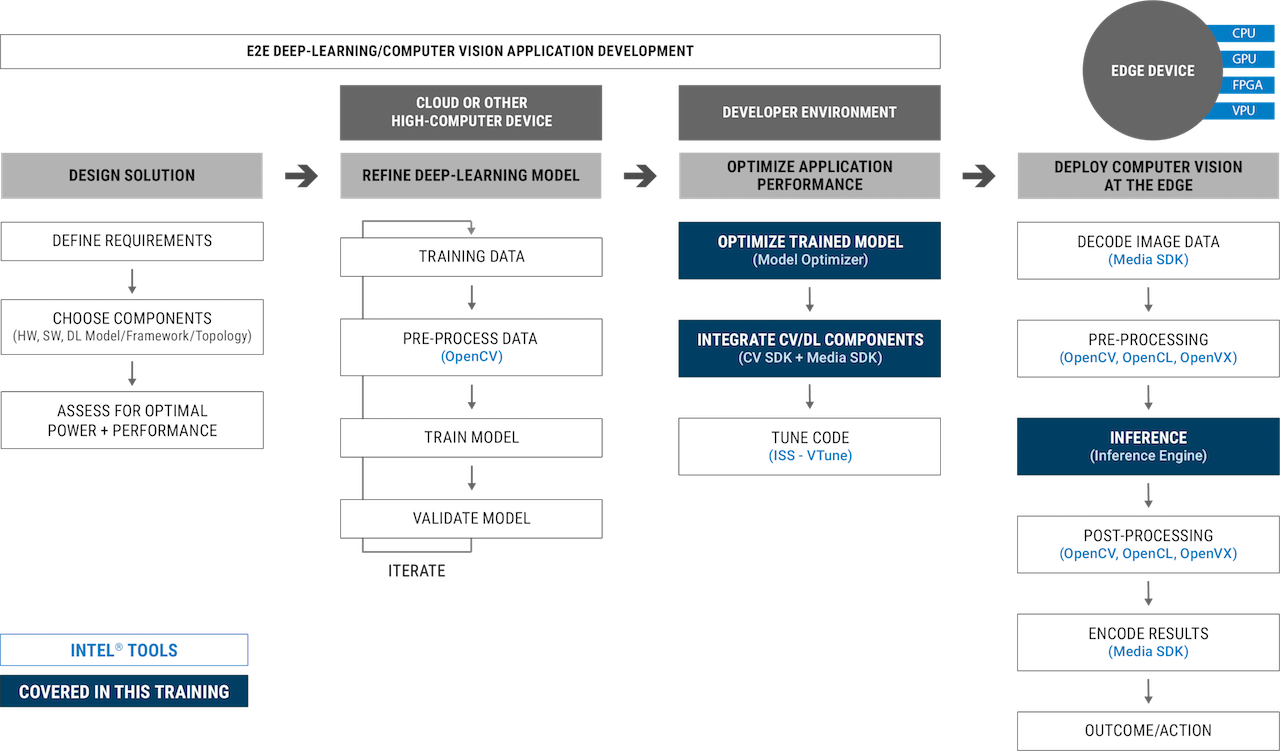 E2E DEEP-LEARNING/COMPUTER VISION APPLICATION DEVELOPMENT
EDGE DEVICE
CPU
GPU
FPGA
VPU
CLOUD OR OTHER
HIGH-COMPUTER DEVICE
DEVELOPER ENVIRONMENT
DESIGN SOLUTION
REFINE DEEP-LEARNING MODEL
OPTIMIZE APPLICATION
PERFORMANCE
DEPLOY COMPUTER VISION
AT THE EDGE
DEFINE REQUIREMENTS
CHOOSE COMPONENTS
(HW, SW, DL Model/Framework/Topology)
ASSESS FOR OPTIMAL
POWER + PERFORMANCE
TRAINING DATA
PRE-PROCESS DATA
(OpenCV)
TRAIN MODEL
VALIDATE MODEL
ITERATE
OPTIMIZE TRAINED MODEL
(Model Optimizer)
INTEGRATE CV/DL COMPONENTS
(CV SDK + Media SDK)
TUNE CODE
(ISS - VTune)
DECODE IMAGE DATA
(Media SDK)
PRE-PROCESSING
(OpenCV, OpenCL, OpenVX)
INFERENCE
(Inference Engine)
POST-PROCESSING
(OpenCV, OpenCL, OpenVX)
ENCODE RESULTS
(Media SDK)
OUTCOME/ACTION
INTEL® TOOLS
COVERED IN THIS TRAINING